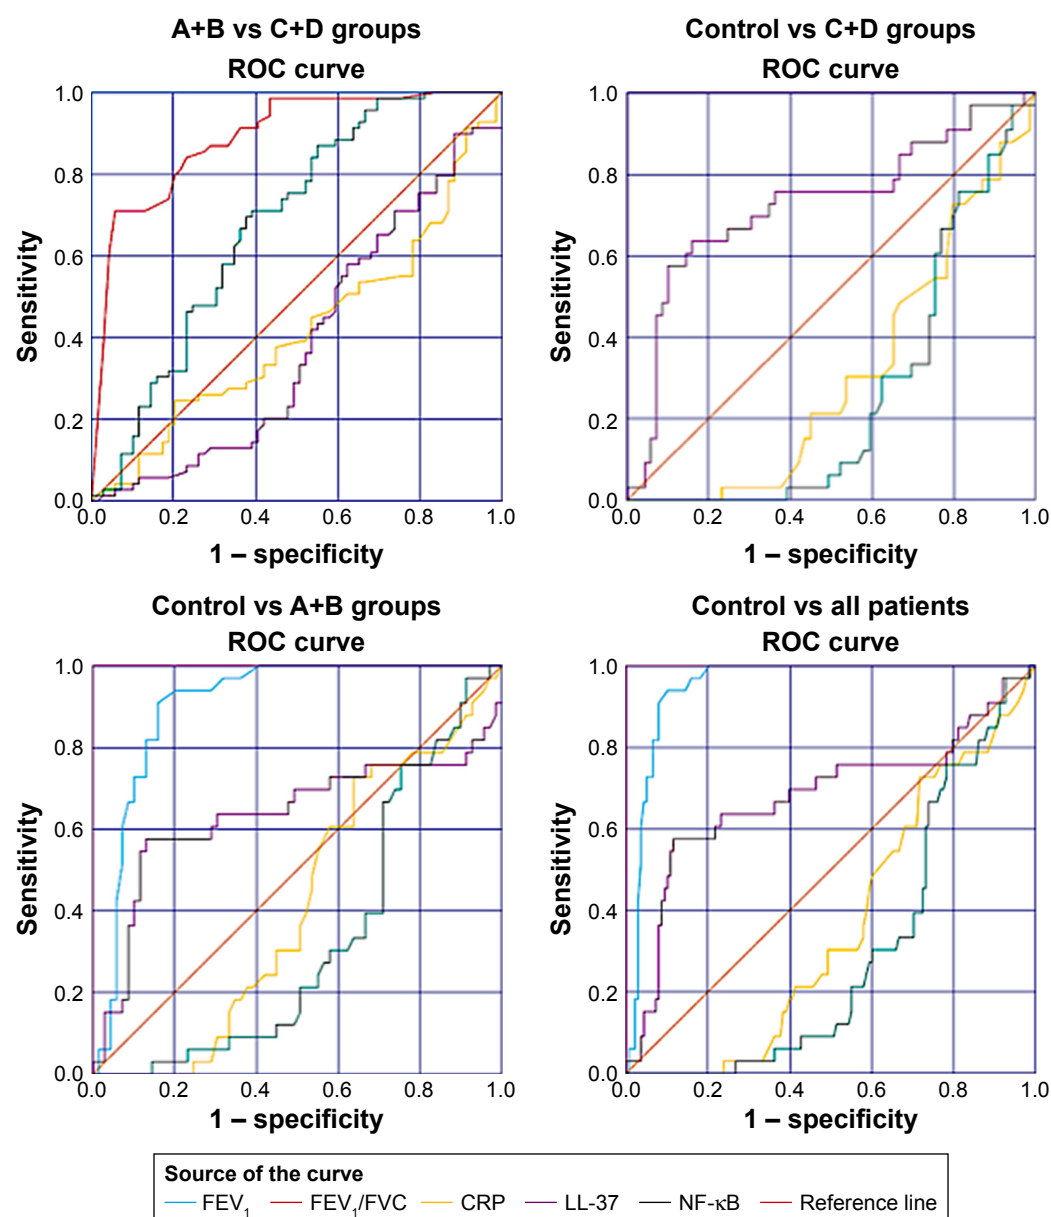 A+B vs C+D groups
ROC curve
Sensitivity
1.0
0.8
0.6
0.4
0.2
0.0
0.0 0.2 0.4 0.6 0.8 1.0
1 – specificity
Control vs C+D groups
ROC curve
Sensitivity
1.0
0.8
0.6
0.4
0.2
0.0
0.0 0.2 0.4 0.6 0.8 1.0
1 – specificity
Control vs A+B groups
ROC curve
Sensitivity
1.0
0.8
0.6
0.4
0.2
0.0
0.0 0.2 0.4 0.6 0.8 1.0
1 – specificity
Control vs all patients
ROC curve
Sensitivity
1.0
0.8
0.6
0.4
0.2
0.0
0.0 0.2 0.4 0.6 0.8 1.0
1 – specificity
Source of the curve
FEV₁ FEV₁/FVC CRP LL-37 NF-κB Reference line